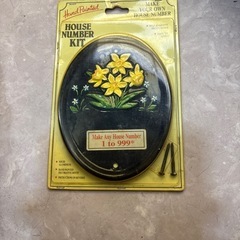 Hand Painted
HOUSE
NUMBER
KIT
MAKE
YOUR OWN
HOUSE NUMBER
Make Any House Number
1 to 999*